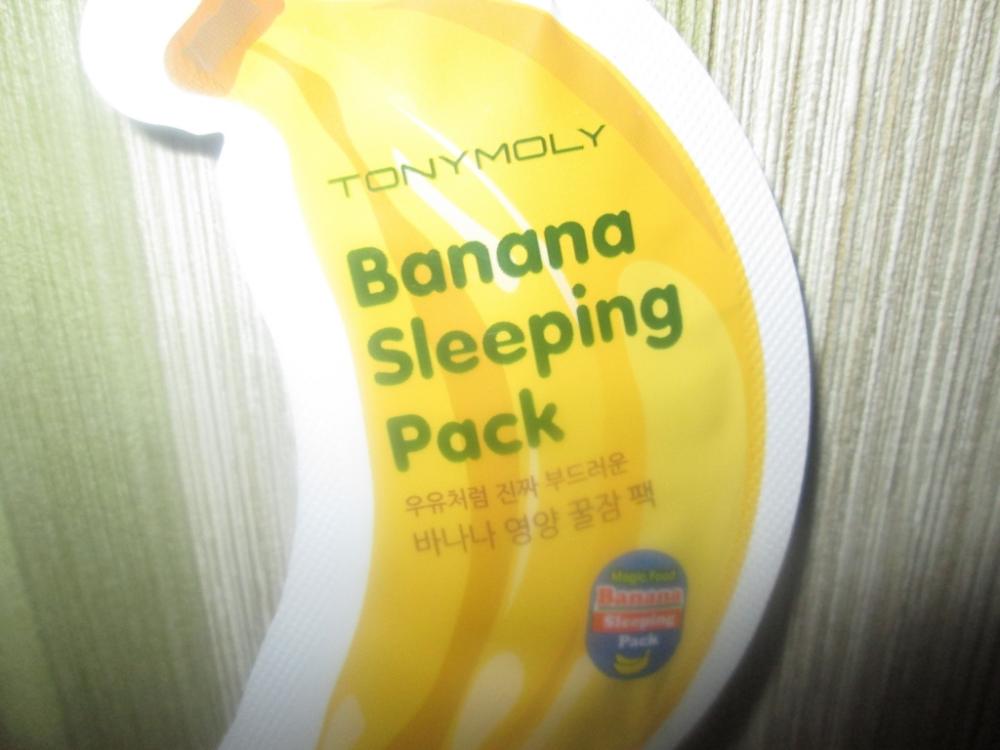 TONYMOLY
Banana
Sleeping
Pack
우유처럼 진짜 부드러운
바나나 영양 꿀잠 팩
Magic Food
Banana
Sleeping
Pack